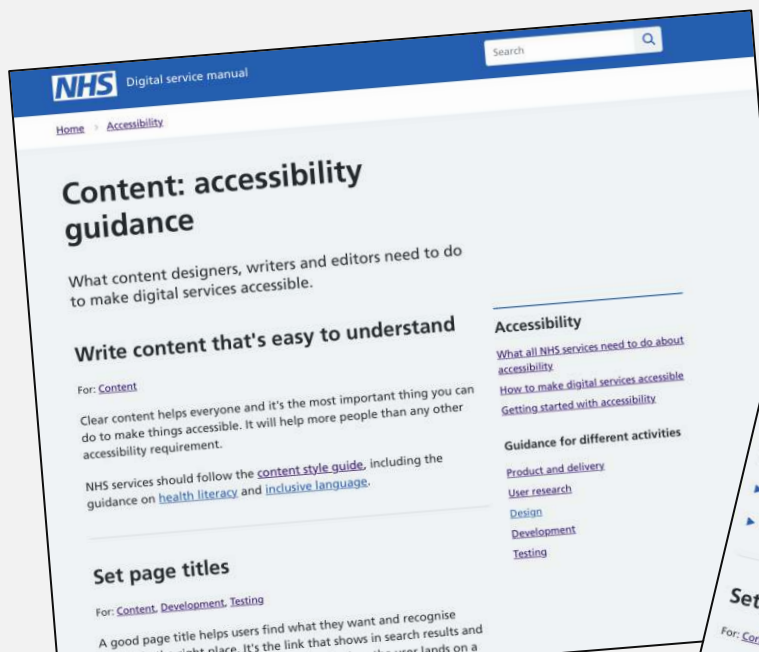 NHS Digital service manual
Search
Home > Accessibility
Content: accessibility
guidance
What content designers, writers and editors need to do
to make digital services accessible.
Write content that's easy to understand
For: Content
Clear content helps everyone and it's the most important thing you can
do to make things accessible. It will help more people than any other
accessibility requirement.
NHS services should follow the content style guide, including the
guidance on health literacy and inclusive language.
Set page titles
For: Content, Development, Testing
A good page title helps users find what they want and recognise
right place. It's the link that shows in search results and
user lands on a
Accessibility
What all NHS services need to do about
accessibility
How to make digital services accessible
Getting started with accessibility
Guidance for different activities
Product and delivery
User research
Design
Development
Testing
Set
For: Con